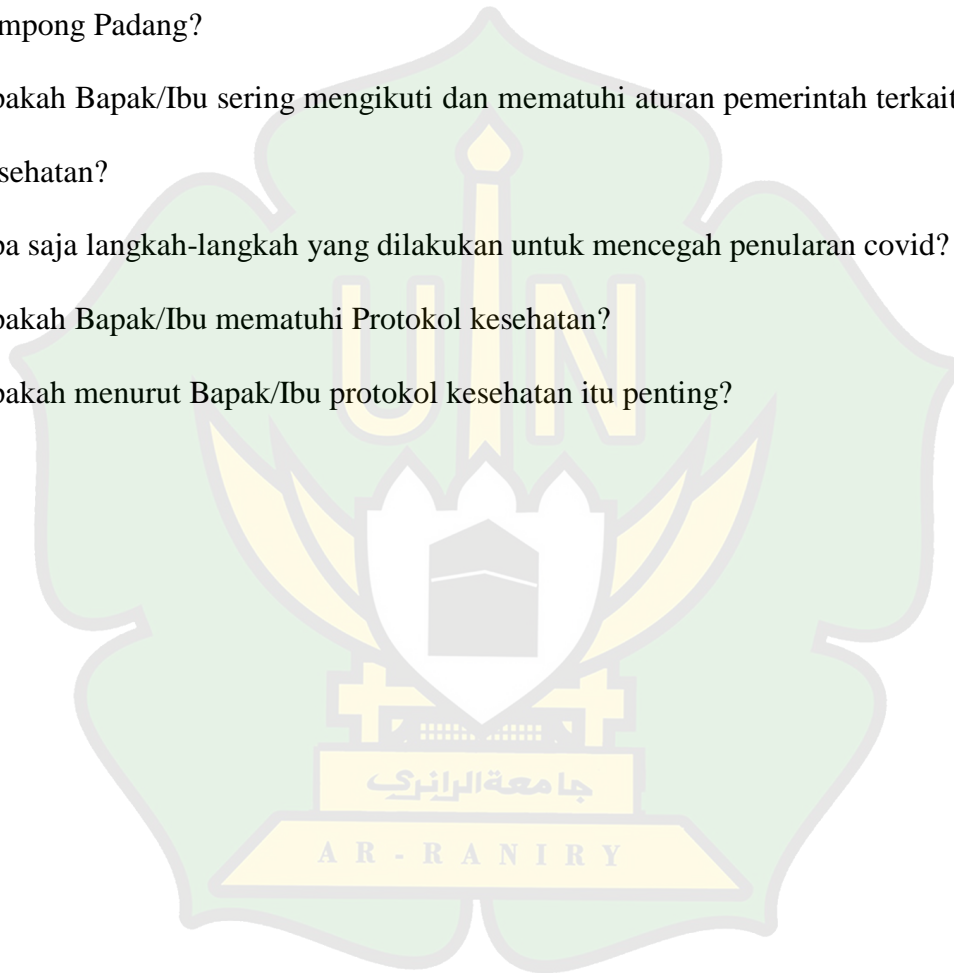 mpong Padang?
pakah Bapak/Ibu sering mengikuti dan mematuhi aturan pemerintah terkait
sehatan?
pa saja langkah-langkah yang dilakukan untuk mencegah penularan covid?
pakah Bapak/Ibu mematuhi Protokol kesehatan?
pakah menurut Bapak/Ibu protokol kesehatan itu penting?
UIN
جامعة الرانري
AR-RANIRY